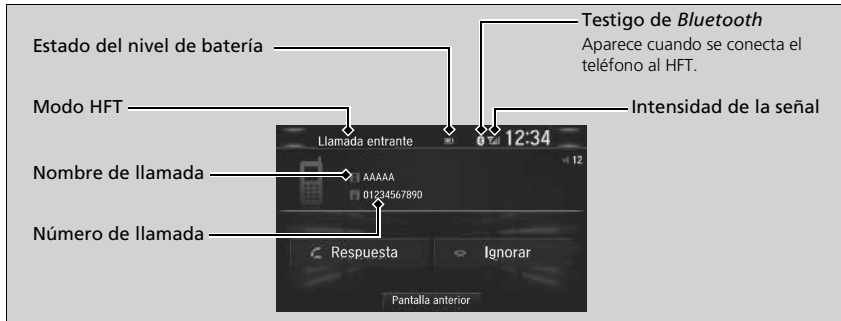 Testigo de Bluetooth
Aparece cuando se conecta el
teléfono al HFT.
Estado del nivel de batería
Modo HFT
Intensidad de la señal
Llamada entrante
12:34
12
Nombre de llamada
AAAAA
01234567890
Número de llamada
Respuesta
Ignorar
Pantalla anterior